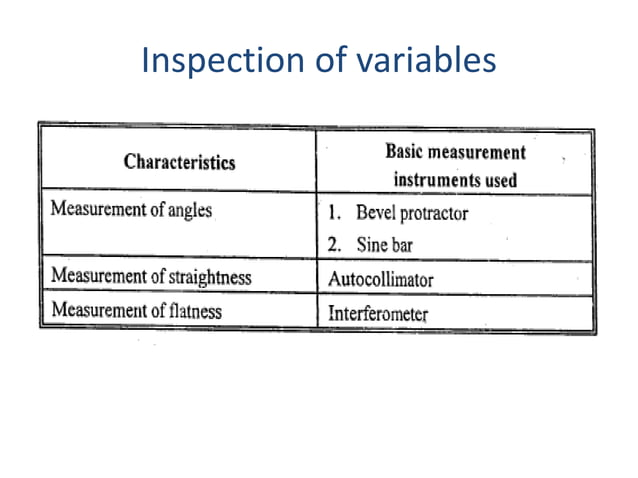 Inspection of variables
Characteristics
Basic measurement
instruments used
Measurement of angles
1. Bevel protractor
2. Sine bar
Measurement of straightness
Autocollimator
Measurement of flatness
Interferometer